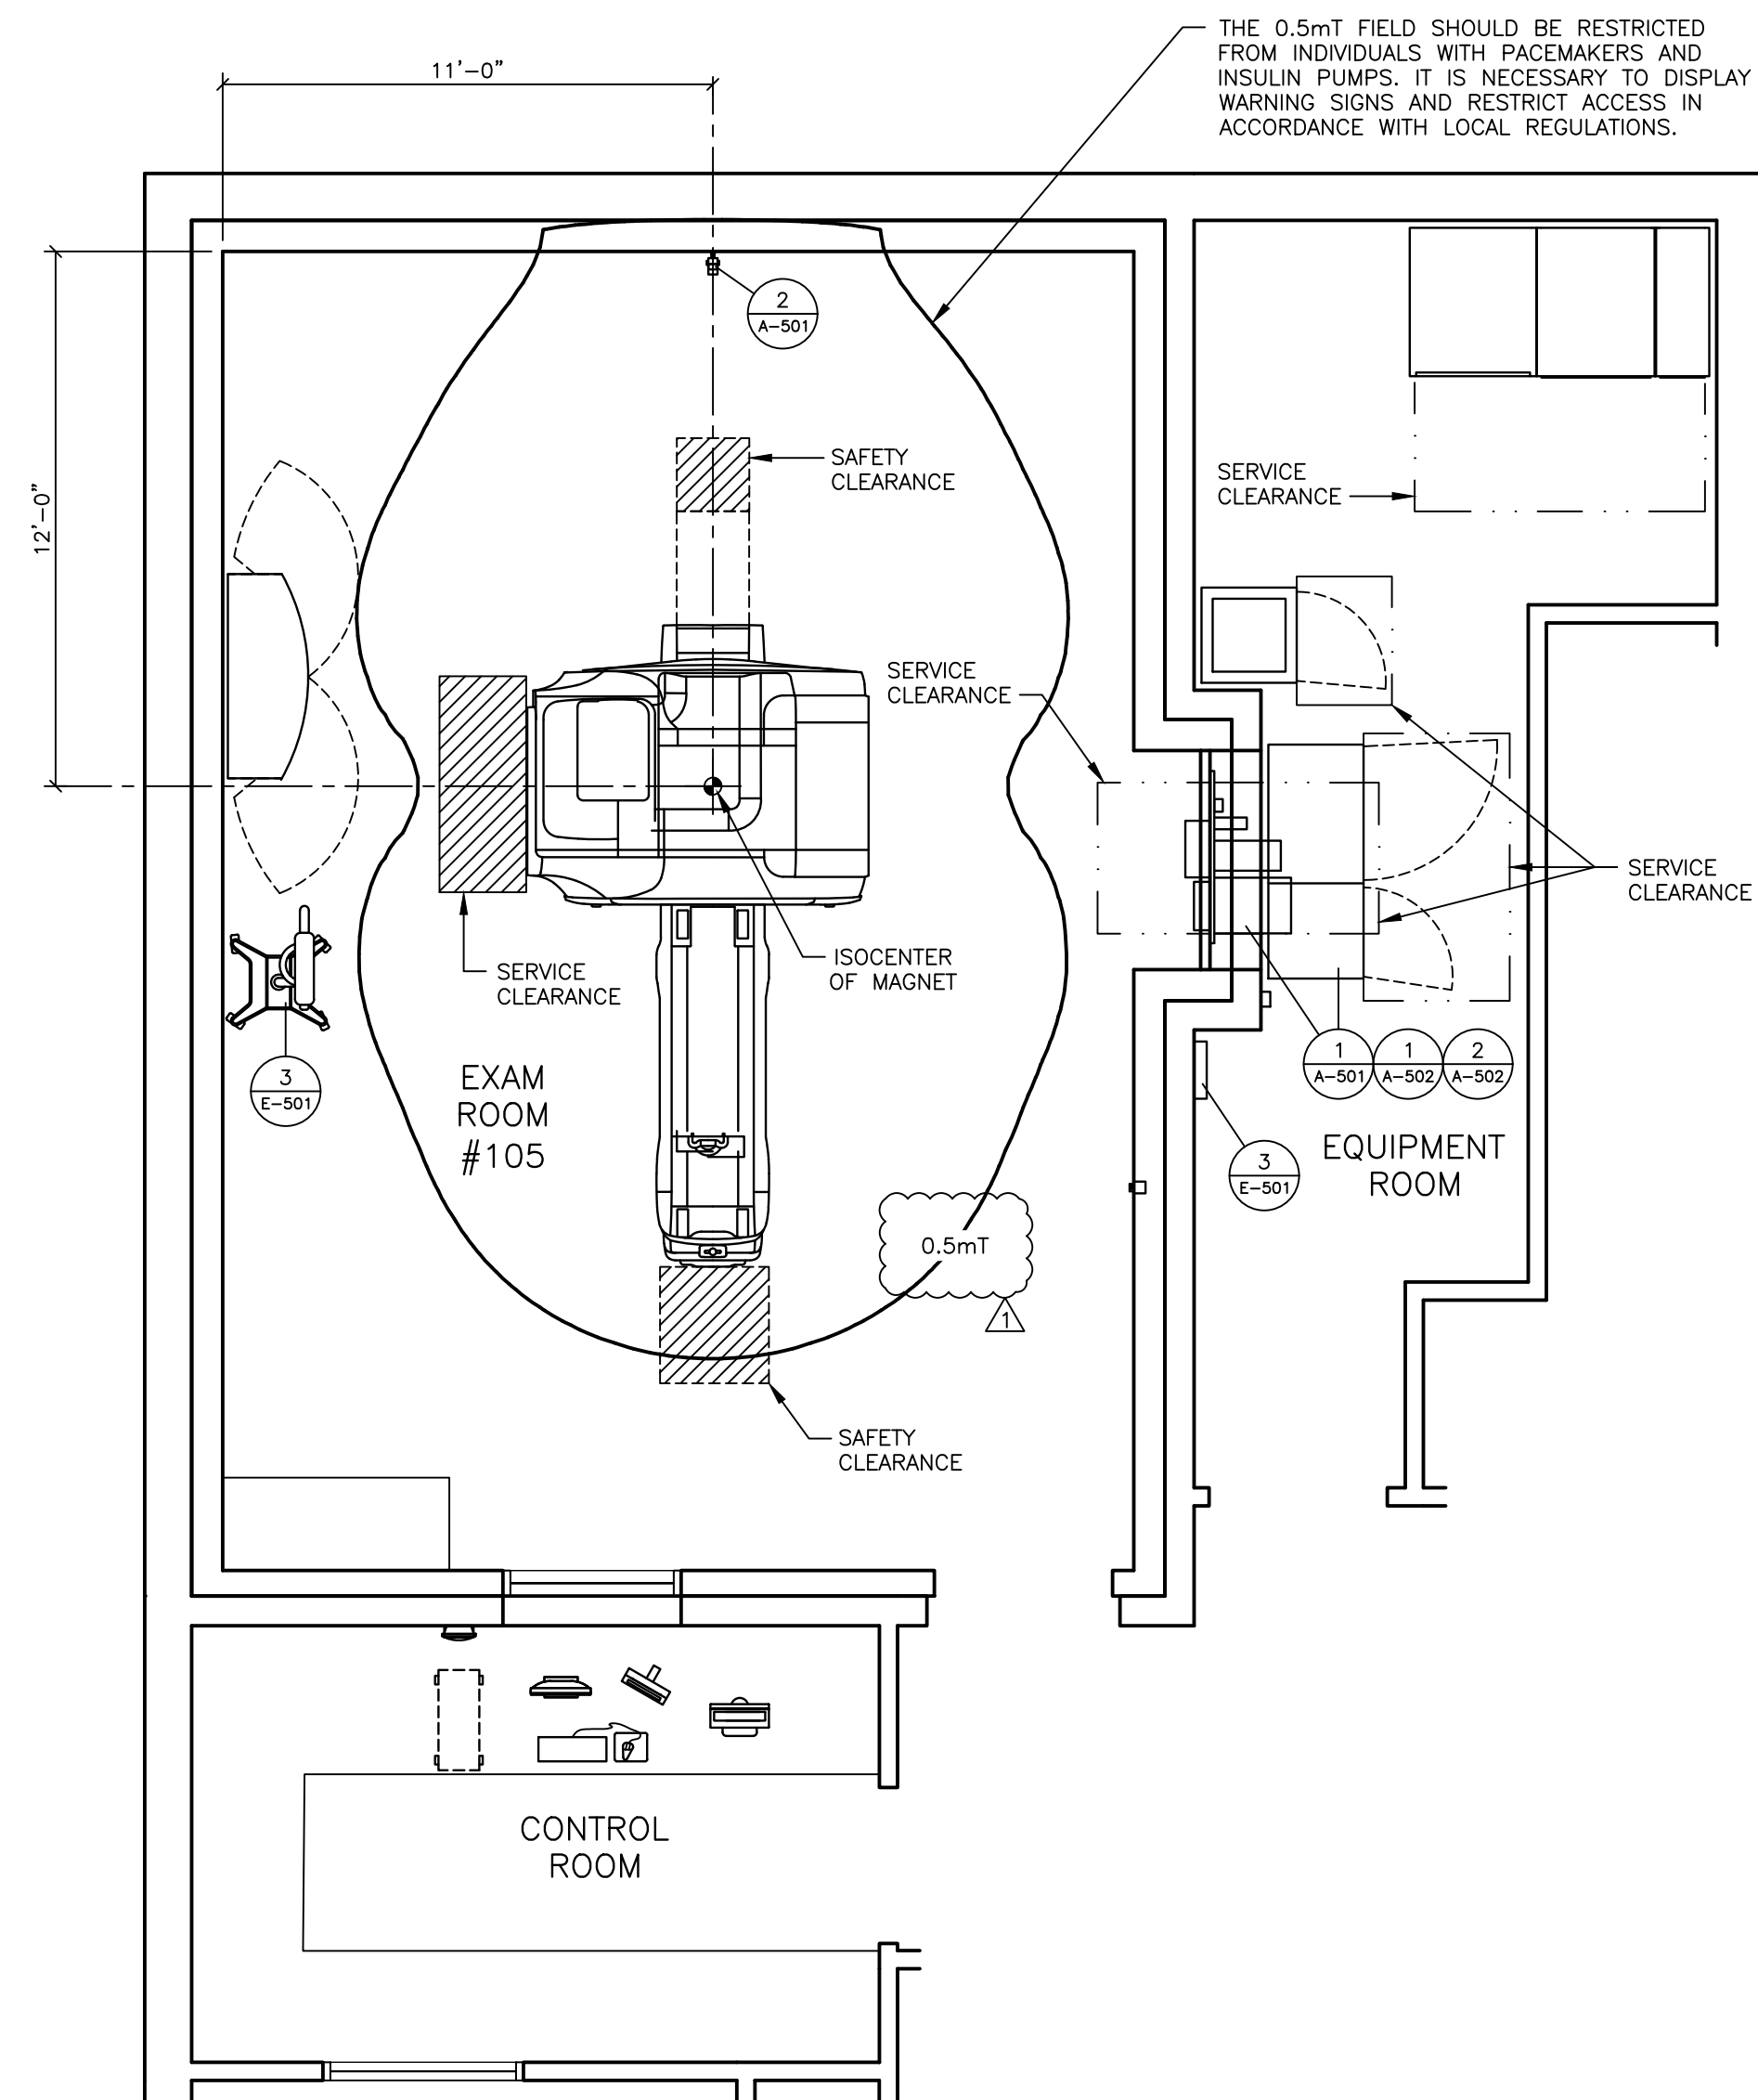 THE 0.5mT FIELD SHOULD BE RESTRICTED
FROM INDIVIDUALS WITH PACEMAKERS AND
INSULIN PUMPS. IT IS NECESSARY TO DISPLAY
WARNING SIGNS AND RESTRICT ACCESS IN
ACCORDANCE WITH LOCAL REGULATIONS.
11'-0"
12'-0"
2
A-501
SAFETY
CLEARANCE
SERVICE
CLEARANCE
SERVICE
CLEARANCE
SERVICE
CLEARANCE
ISOCENTER
OF MAGNET
SERVICE
CLEARANCE
3
E-501
EXAM
ROOM
#105
1
A-501
1
A-502
2
A-502
3
E-501
EQUIPMENT
ROOM
0.5mT
1
SAFETY
CLEARANCE
CONTROL
ROOM